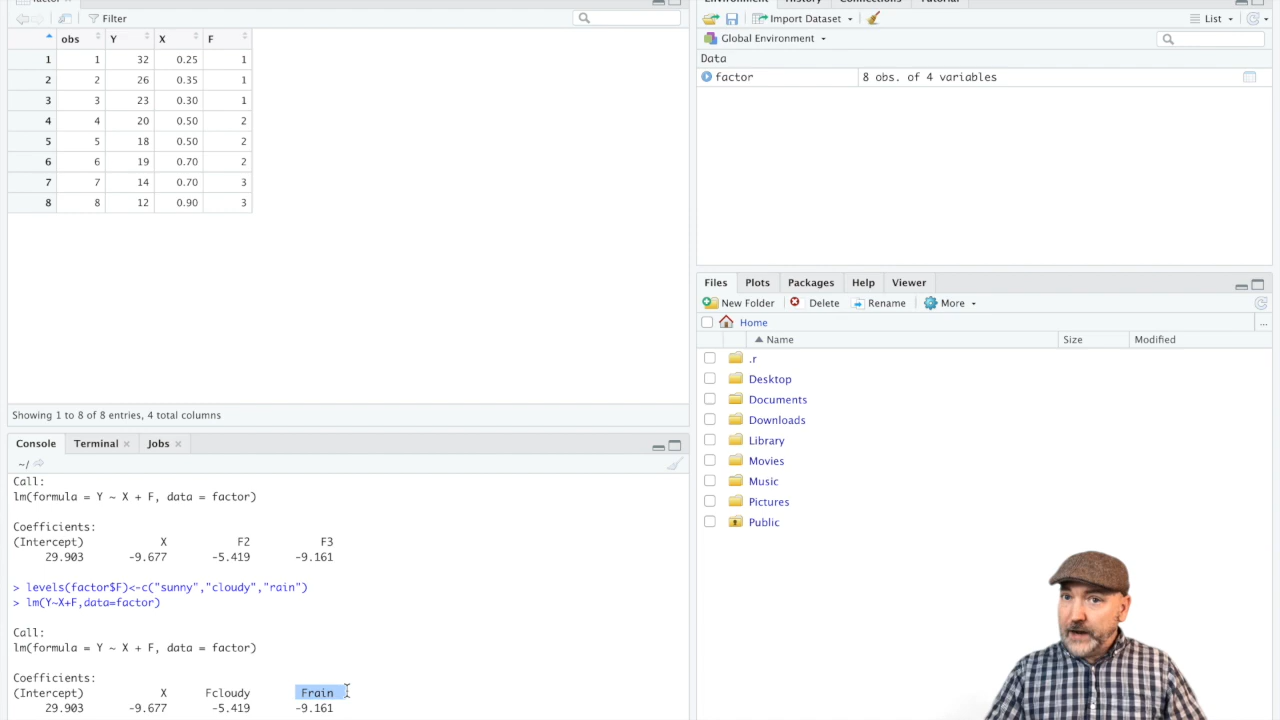 factor
Environment History Connections Tutorial
Filter
Import Dataset List
Global Environment
obs Y X F
Data
1 1 32 0.25 1
factor 8 obs. of 4 variables
2 2 26 0.35 1
3 3 23 0.30 1
4 4 20 0.50 2
5 5 18 0.50 2
6 6 19 0.70 2
7 7 14 0.70 3
8 8 12 0.90 3
Showing 1 to 8 of 8 entries, 4 total columns
Files Plots Packages Help Viewer
New Folder Delete Rename More
Home ...
Name Size Modified
.r
Desktop
Documents
Downloads
Library
Movies
Music
Pictures
Public
Console Terminal Jobs
~/
Call:
lm(formula = Y ~ X + F, data = factor)
Coefficients:
(Intercept) X F2 F3
29.903 -9.677 -5.419 -9.161
> levels(factor$F)<-c("sunny","cloudy","rain")
> lm(Y~X+F,data=factor)
Call:
lm(formula = Y ~ X + F, data = factor)
Coefficients:
(Intercept) X Fcloudy Frain
29.903 -9.677 -5.419 -9.161